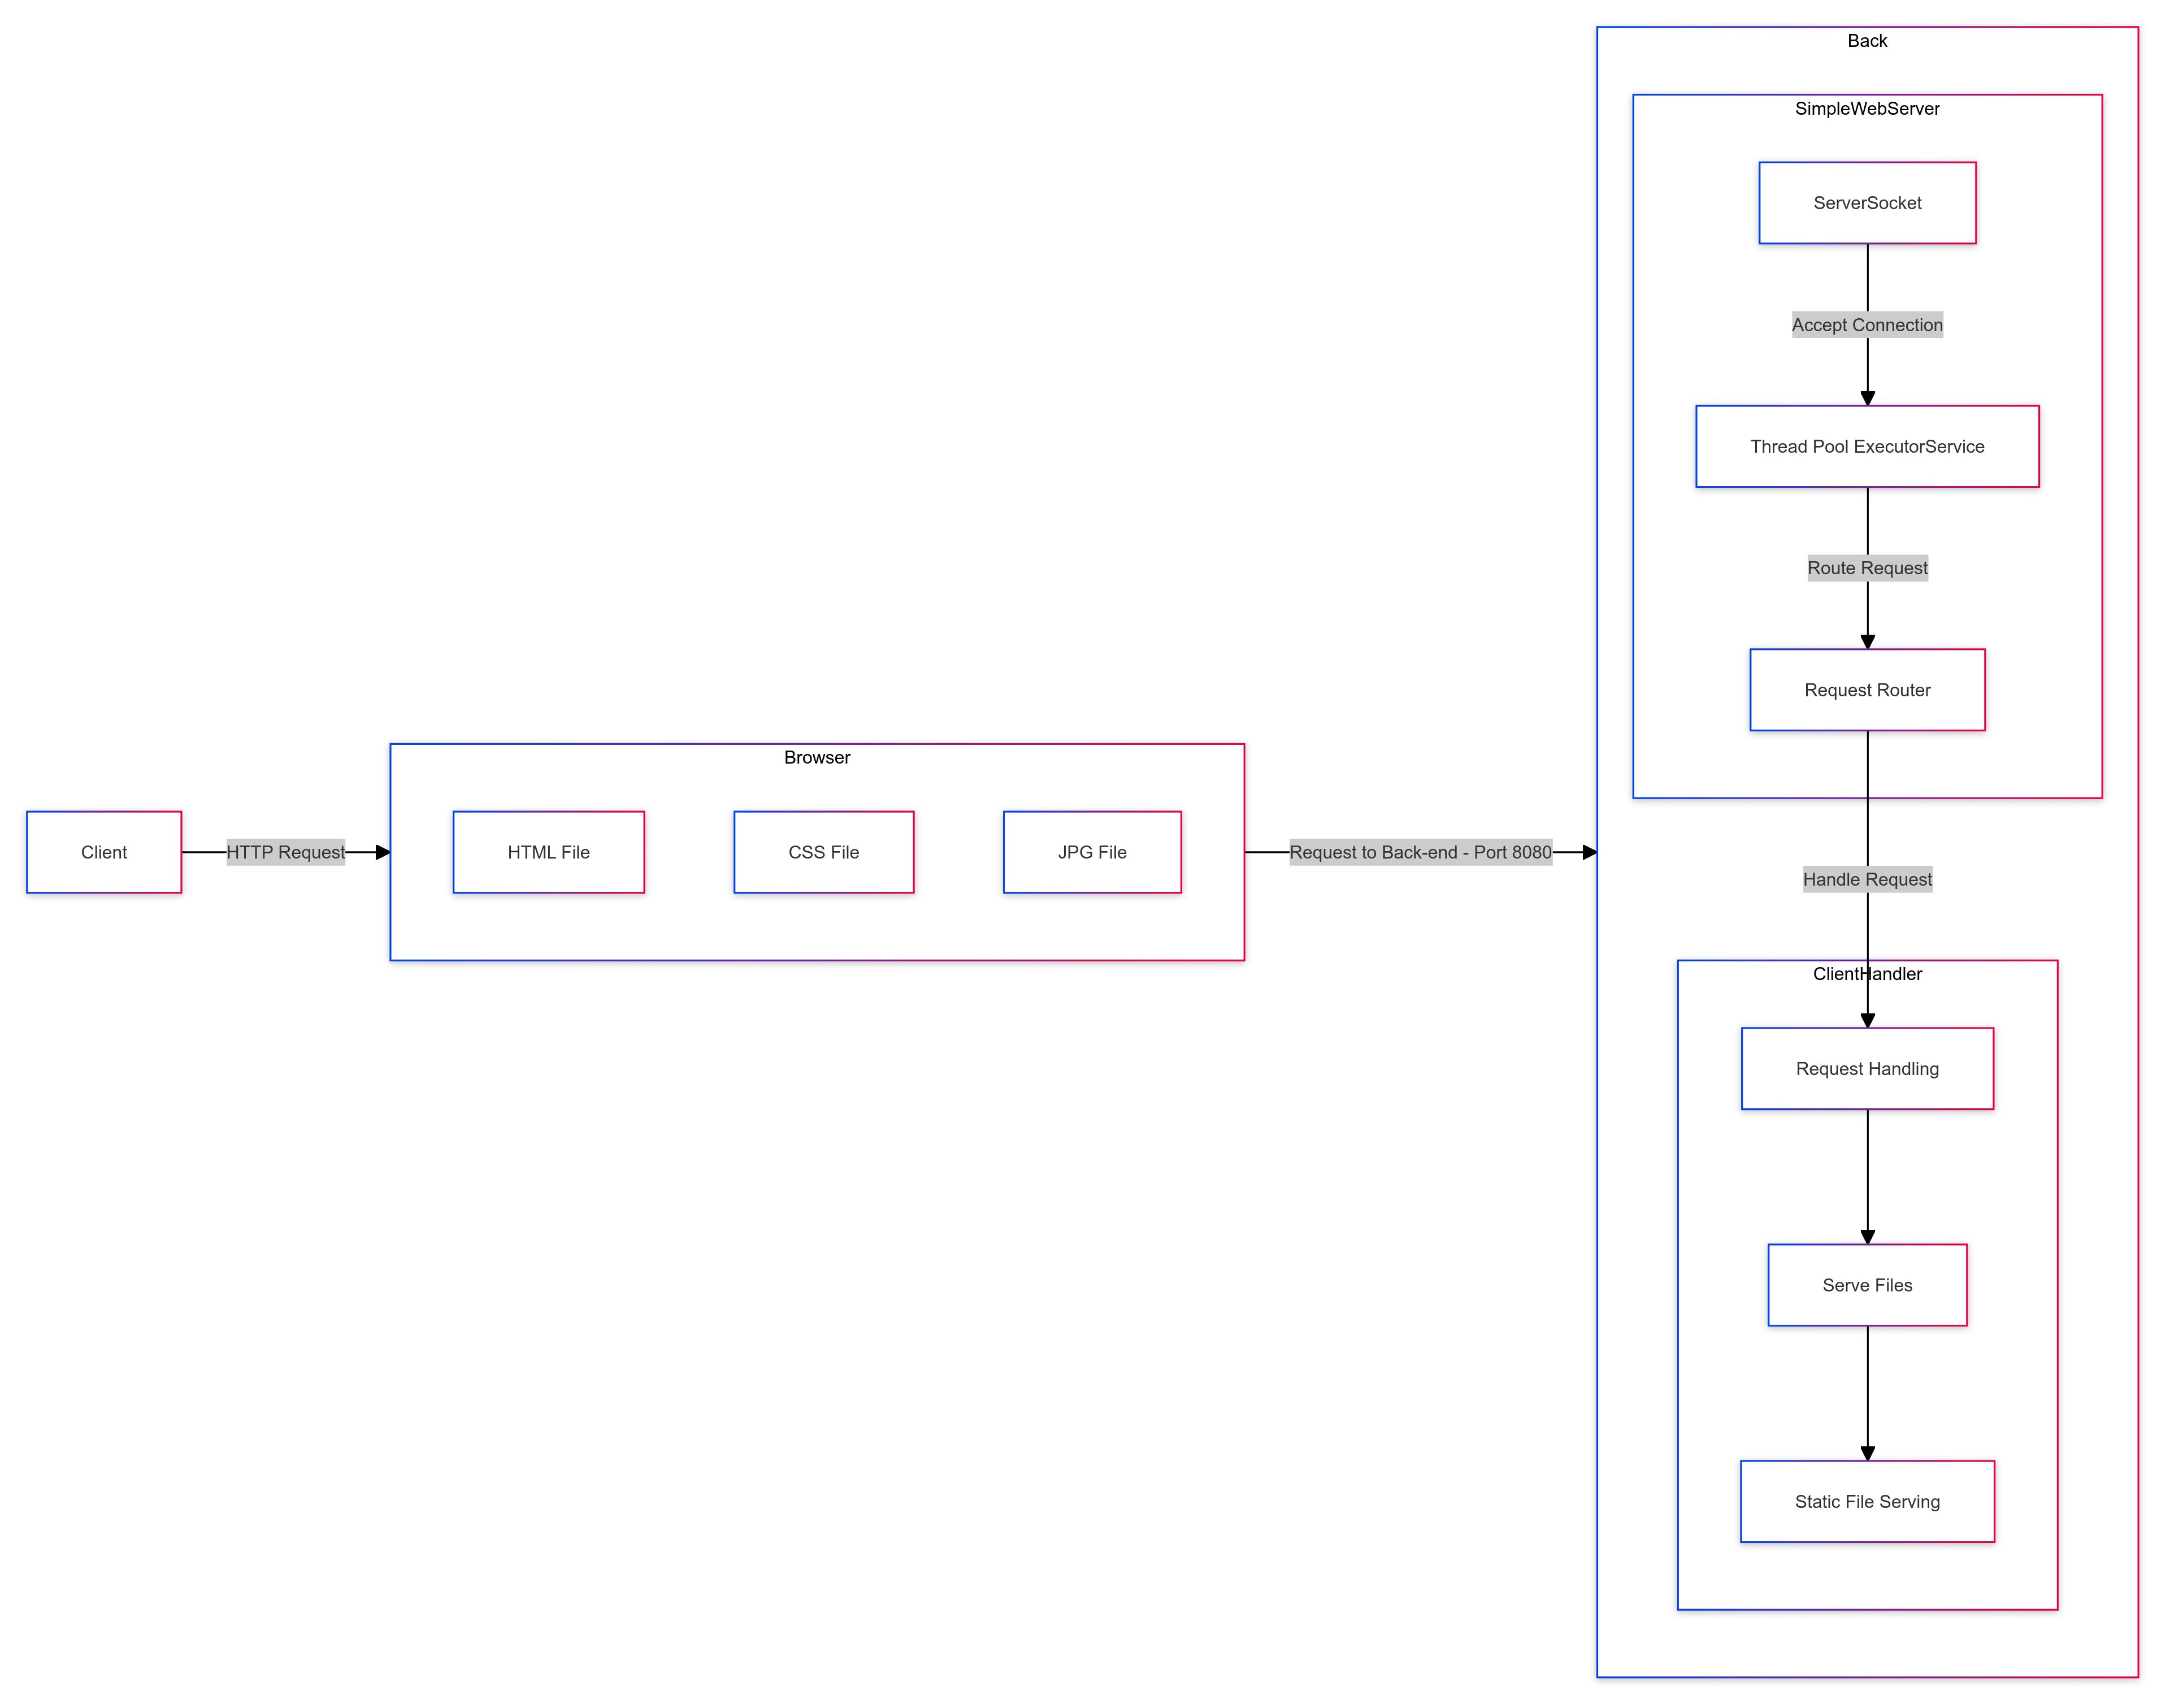 Client
HTTP Request
Browser
HTML File
CSS File
JPG File
Request to Back-end - Port 8080
Back
SimpleWebServer
ServerSocket
Accept Connection
Thread Pool ExecutorService
Route Request
Request Router
Handle Request
ClientHandler
Request Handling
Serve Files
Static File Serving